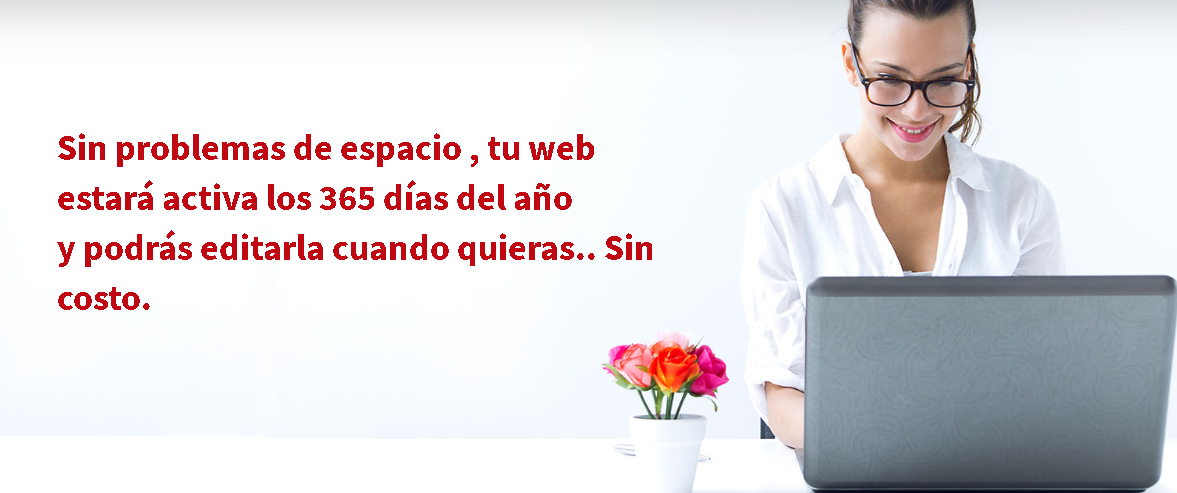 Sin problemas de espacio , tu web
estará activa los 365 días del año
y podrás editarla cuando quieras.. Sin
costo.